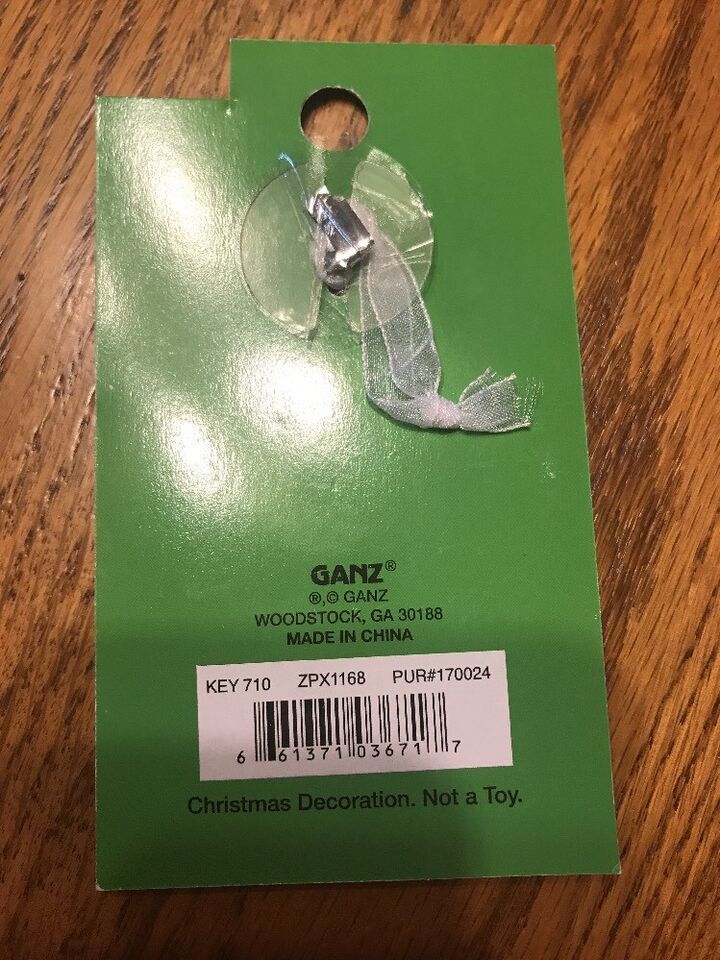 GANZ®
®,© GANZ
WOODSTOCK, GA 30188
MADE IN CHINA
KEY 710 ZPX1168 PUR#170024
6 61371 03671 7
Christmas Decoration. Not a Toy.